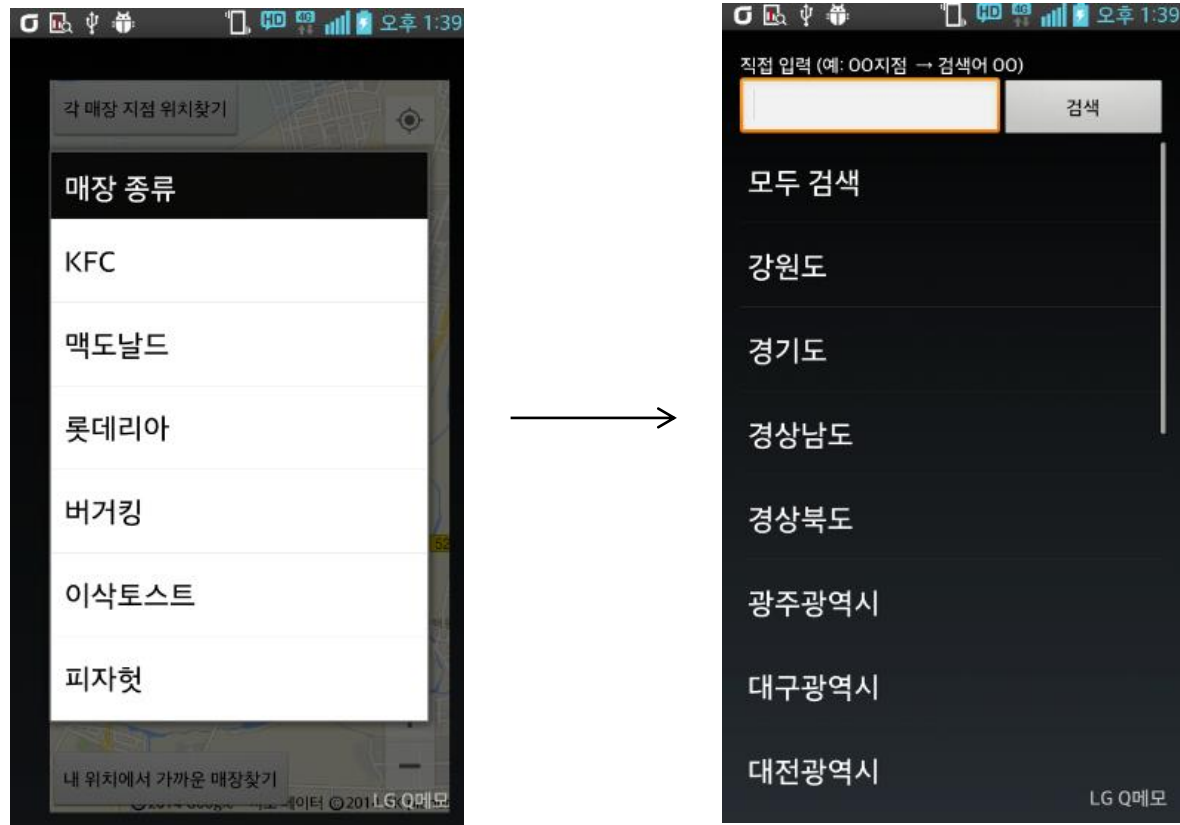 오후 1:39
각 매장 지점 위치찾기
매장 종류
KFC
맥도날드
롯데리아
버거킹
이삭토스트
피자헛
내 위치에서 가까운 매장찾기
LG Q메모
오후 1:39
직접 입력 (예: OO지점 → 검색어 OO)
검색
모두 검색
강원도
경기도
경상남도
경상북도
광주광역시
대구광역시
대전광역시
LG Q메모